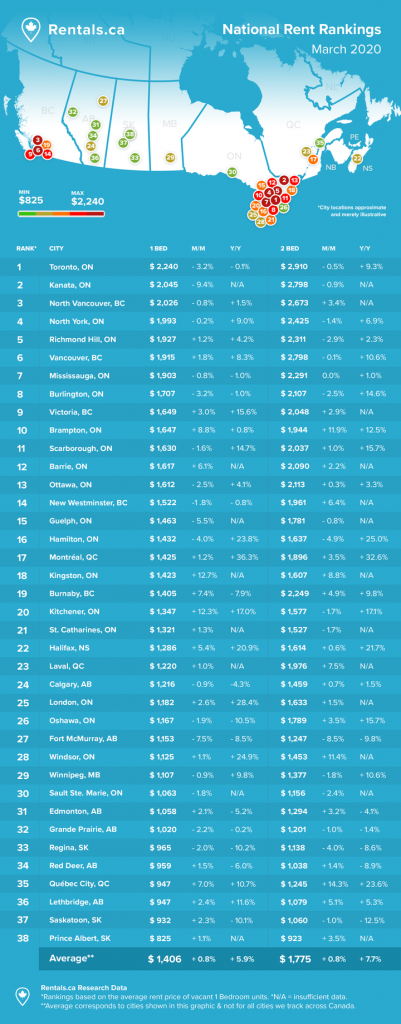 Rentals.ca
National Rent Rankings
March 2020
BC
SK
MB
ON
QC
PE
NB
NS
MIN
$825
MAX
$2,240
*City locations approximate
and merely illustrative
RANK* CITY 1 BED M/M Y/Y 2 BED M/M Y/Y
1 Toronto, ON $ 2,240 - 3.2% - 0.1% $ 2,910 - 0.5% + 9.3%
2 Kanata, ON $ 2,045 - 9.4% N/A $ 2,798 - 0.9% N/A
3 North Vancouver, BC $ 2,026 - 0.8% + 1.5% $ 2,673 + 3.4% N/A
4 North York, ON $ 1,993 - 0.2% + 9.0% $ 2,425 - 1.4% + 6.9%
5 Richmond Hill, ON $ 1,927 + 1.2% + 4.2% $ 2,311 - 2.9% + 2.3%
6 Vancouver, BC $ 1,915 + 1.8% + 8.3% $ 2,798 - 0.1% + 10.6%
7 Mississauga, ON $ 1,903 - 0.8% - 1.0% $ 2,291 0.0% + 1.0%
8 Burlington, ON $ 1,707 - 3.2% - 1.0% $ 2,107 - 2.5% + 14.6%
9 Victoria, BC $ 1,649 + 3.0% + 15.6% $ 2,048 + 2.9% N/A
10 Brampton, ON $ 1,647 + 8.8% + 0.8% $ 1,944 + 11.9% + 12.5%
11 Scarborough, ON $ 1,630 - 1.6% + 14.7% $ 2,037 + 1.0% + 15.7%
12 Barrie, ON $ 1,617 + 6.1% N/A $ 2,090 + 2.2% N/A
13 Ottawa, ON $ 1,612 - 2.5% + 4.1% $ 2,113 + 0.3% + 3.3%
14 New Westminster, BC $ 1,522 - 1.8% - 0.8% $ 1,961 + 6.4% N/A
15 Guelph, ON $ 1,463 - 5.5% N/A $ 1,781 - 0.8% N/A
16 Hamilton, ON $ 1,432 - 4.0% + 23.8% $ 1,637 - 4.9% + 25.0%
17 Montréal, QC $ 1,425 + 1.2% + 36.3% $ 1,896 + 3.5% + 32.6%
18 Kingston, ON $ 1,423 + 12.7% N/A $ 1,607 + 8.8% N/A
19 Burnaby, BC $ 1,405 + 7.4% - 7.9% $ 2,249 + 4.9% + 9.8%
20 Kitchener, ON $ 1,347 + 12.3% + 17.0% $ 1,577 - 1.7% + 17.1%
21 St. Catharines, ON $ 1,321 + 1.3% N/A $ 1,527 - 1.7% N/A
22 Halifax, NS $ 1,286 + 5.4% + 20.9% $ 1,614 + 0.6% + 21.7%
23 Laval, QC $ 1,220 + 1.0% N/A $ 1,976 + 7.5% N/A
24 Calgary, AB $ 1,216 - 0.9% -4.3% $ 1,459 + 0.7% + 1.5%
25 London, ON $ 1,182 + 2.6% + 28.4% $ 1,633 + 1.5% N/A
26 Oshawa, ON $ 1,167 - 1.9% - 10.5% $ 1,789 + 3.5% + 15.7%
27 Fort McMurray, AB $ 1,153 - 7.5% - 8.5% $ 1,247 - 8.5% - 9.8%
28 Windsor, ON $ 1,125 + 1.1% + 24.9% $ 1,453 + 11.4% N/A
29 Winnipeg, MB $ 1,107 - 0.9% + 9.8% $ 1,377 - 1.8% + 10.6%
30 Sault Ste. Marie, ON $ 1,063 - 1.8% N/A $ 1,156 - 2.4% N/A
31 Edmonton, AB $ 1,058 + 2.1% - 5.2% $ 1,294 + 3.2% - 4.1%
32 Grande Prairie, AB $ 1,020 - 2.2% - 0.2% $ 1,201 - 1.0% - 1.4%
33 Regina, SK $ 965 - 2.0% - 10.2% $ 1,138 - 4.0% - 8.6%
34 Red Deer, AB $ 959 + 1.5% - 6.0% $ 1,038 + 1.4% - 8.9%
35 Québec City, QC $ 947 + 7.0% + 10.7% $ 1,245 + 14.3% + 23.6%
36 Lethbridge, AB $ 947 + 2.4% + 11.6% $ 1,079 + 5.1% + 5.3%
37 Saskatoon, SK $ 932 + 2.3% - 10.1% $ 1,060 - 1.0% - 12.5%
38 Prince Albert, SK $ 825 + 1.1% N/A $ 923 + 3.5% N/A
Average** $ 1,406 + 0.8% + 5.9% $ 1,775 + 0.8% + 7.7%
Rentals.ca Research Data
*Rankings based on the average rent price of vacant 1 Bedroom units. *N/A = insufficient data.
**Average corresponds to cities shown in this graphic & not for all cities we track across Canada.